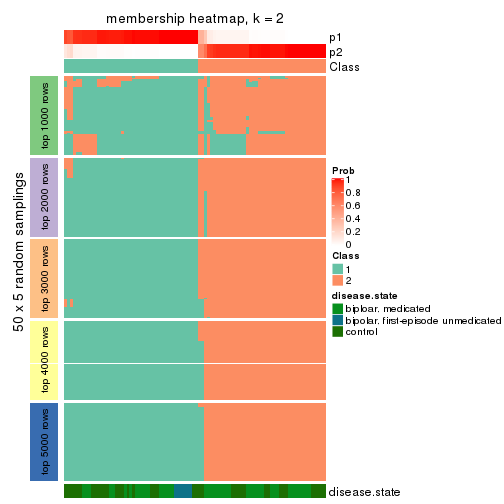 membership heatmap, k = 2
p1
p2
Class
50 x 5 random samplings
top 1000 rows
top 2000 rows
top 3000 rows
top 4000 rows
top 5000 rows
Prob
1
0.8
0.6
0.4
0.2
0
Class
1
2
disease.state
biploar. medicated
bipolar. first-episode unmedicated
control
disease.state